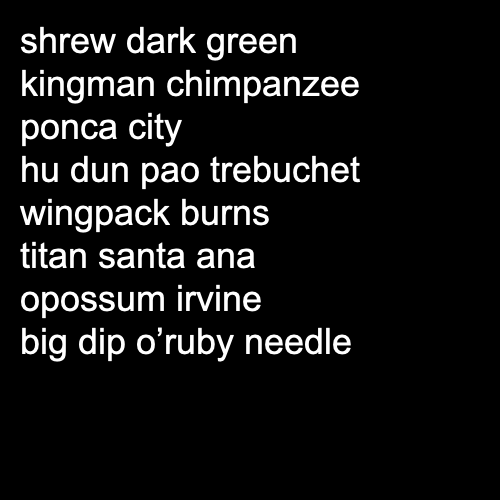 shrew dark green
kingman chimpanzee
ponca city
hu dun pao trebuchet
wingpack burns
titan santa ana
opossum irvine
big dip o’ruby needle